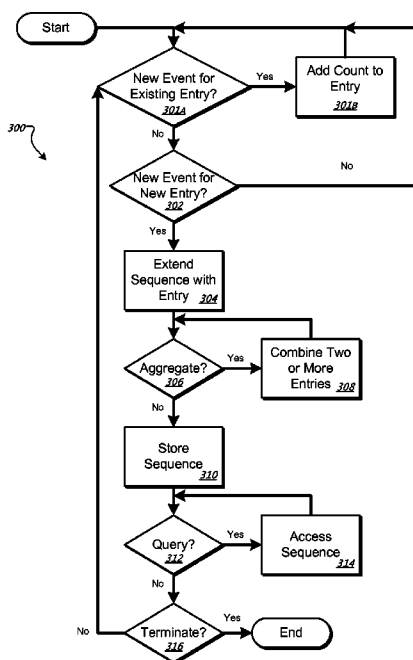 Start
New Event for
Existing Entry?
301A
Yes
Add Count to
Entry
301B
No
300
New Event for
New Entry?
302
No
Yes
Extend
Sequence with
Entry
304
Aggregate?
306
Yes
Combine Two
or More
Entries
308
No
Store
Sequence
310
Query?
312
Yes
Access
Sequence
314
No
Terminate?
316
No
Yes
End